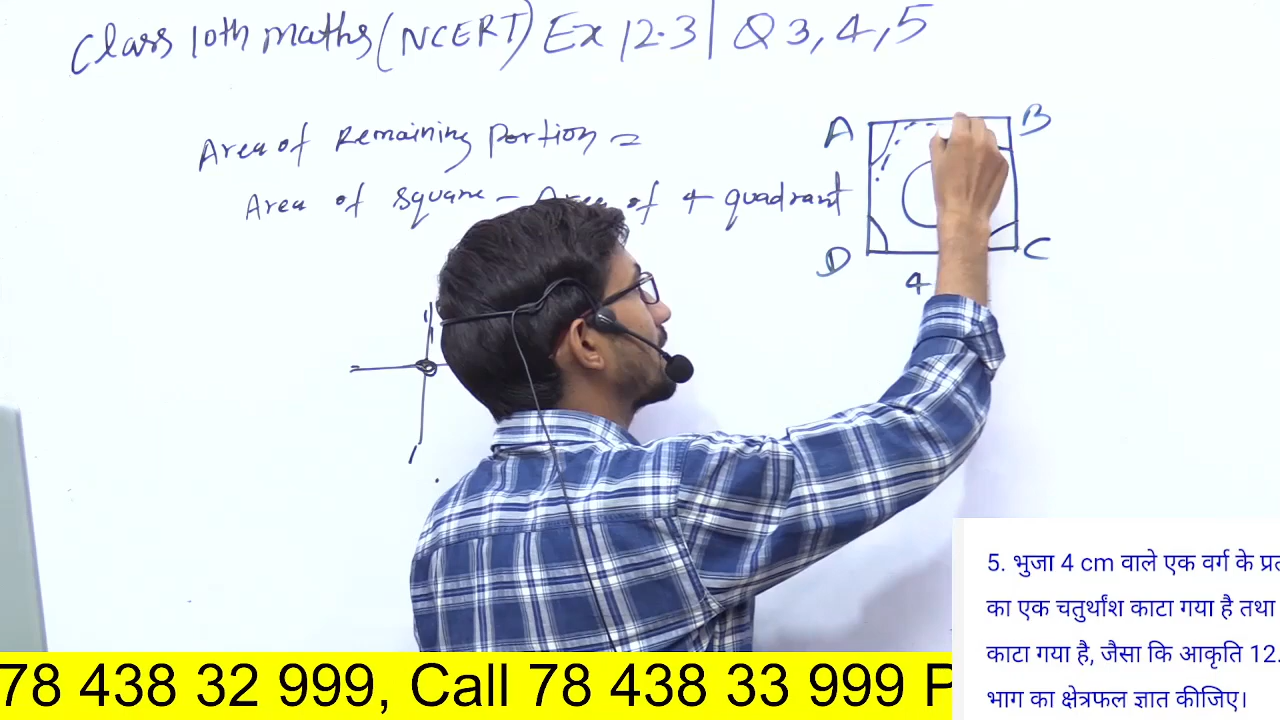 Class 10th maths (NCERT) Ex 12.3 | Q 3, 4, 5
Area of Remaining portion =
Area of square - Area of 4 quadrant
A
B
D
C
4
5. भुजा 4 cm वाले एक वर्ग के
का एक चतुर्थांश काटा गया है तथा
काटा गया है, जैसा कि आकृति 12.
भाग का क्षेत्रफल ज्ञात कीजिए।
78 438 32 999, Call 78 438 33 999 P